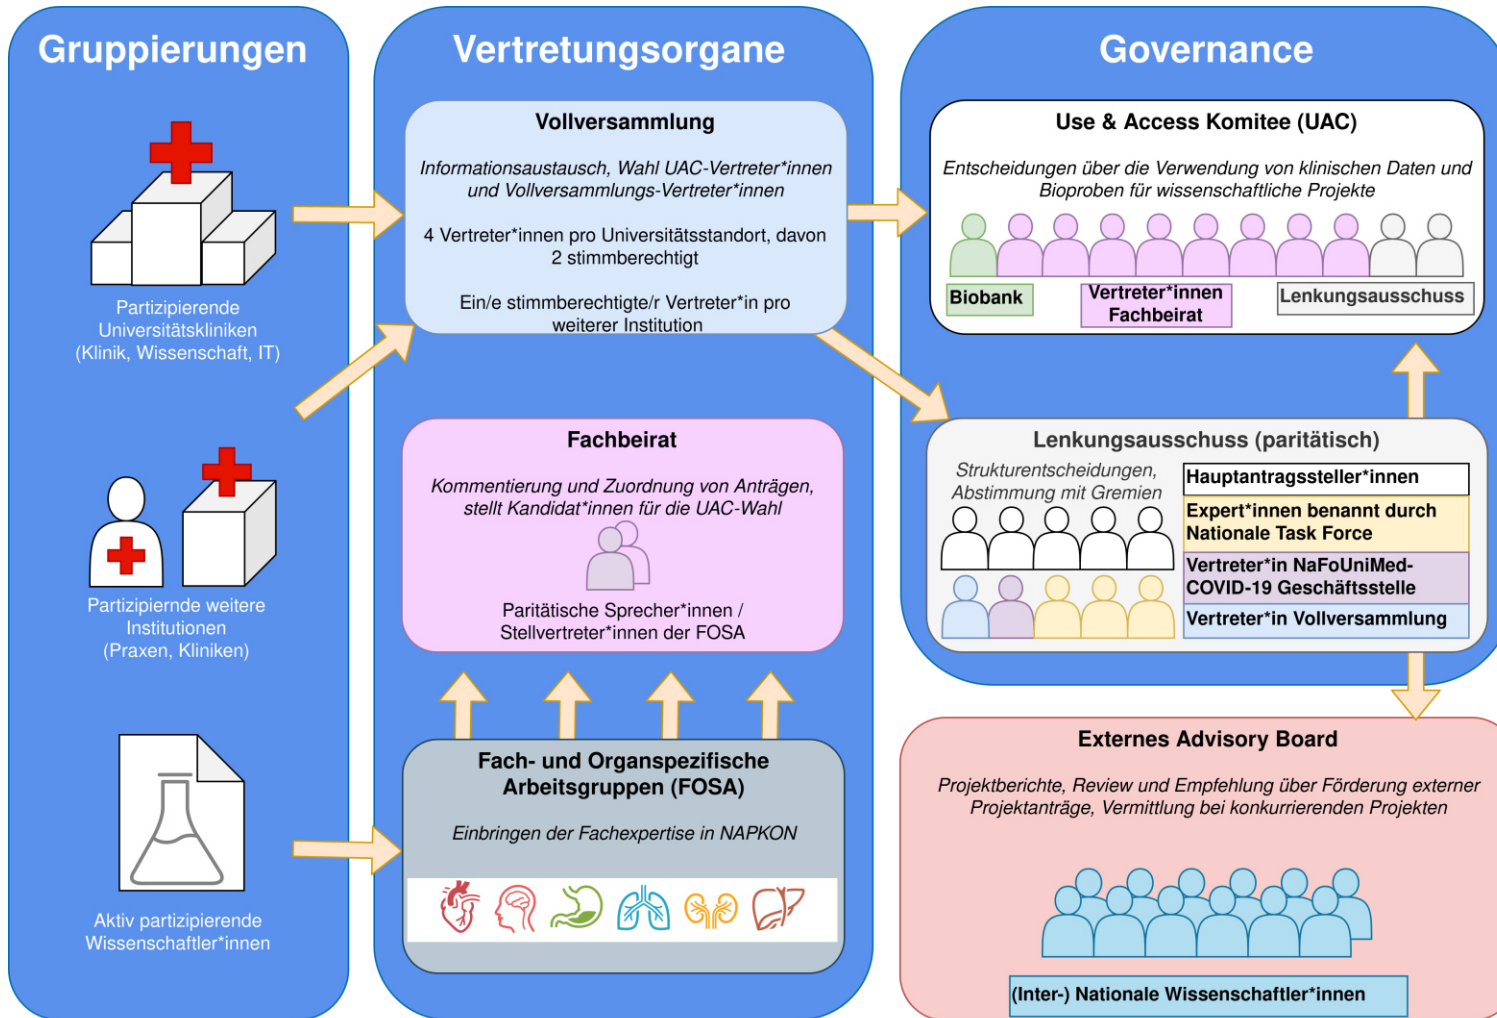 Gruppierungen
Partizipierende
Universitätskliniken
(Klinik, Wissenschaft, IT)
Partizipiernde weitere
Institutionen
(Praxen, Kliniken)
Aktiv partizipierende
Wissenschaftler*innen
Vertretungsorgane
Vollversammlung
Informationsaustausch, Wahl UAC-Vertreter*innen
und Vollversammlungs-Vertreter*innen
4 Vertreter*innen pro Universitätsstandort, davon
2 stimmberechtigt
Ein/e stimmberechtigte/r Vertreter*in pro
weiterer Institution
Fachbeirat
Kommentierung und Zuordnung von Anträgen,
stellt Kandidat*innen für die UAC-Wahl
Paritätische Sprecher*innen /
Stellvertreter*innen der FOSA
Fach- und Organspezifische
Arbeitsgruppen (FOSA)
Einbringen der Fachexpertise in NAPKON
Governance
Use & Access Komitee (UAC)
Entscheidungen über die Verwendung von klinischen Daten und
Bioproben für wissenschaftliche Projekte
Biobank
Vertreter*innen
Fachbeirat
Lenkungsausschuss
Lenkungsausschuss (paritätisch)
Strukturentscheidungen,
Abstimmung mit Gremien
Hauptantragssteller*innen
Expert*innen benannt durch
Nationale Task Force
Vertreter*in NaFoUniMed-
COVID-19 Geschäftsstelle
Vertreter*in Vollversammlung
Externes Advisory Board
Projektberichte, Review und Empfehlung über Förderung externer
Projektanträge, Vermittlung bei konkurrierenden Projekten
(Inter-) Nationale Wissenschaftler*innen